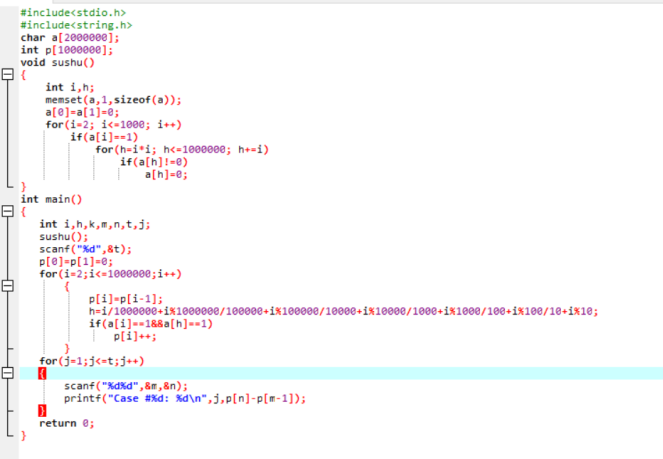 #include<stdio.h>
#include<string.h>
char a[2000000];
int p[1000000];
void sushu()
{
    int i,h;
    memset(a,1,sizeof(a));
    a[0]=a[1]=0;
    for(i=2; i<=1000; i++)
        if(a[i]==1)
            for(h=i*i; h<=1000000; h+=i)
                if(a[h]!=0)
                    a[h]=0;
}
int main()
{
    int i,h,k,m,n,t,j;
    sushu();
    scanf("%d",&t);
    p[0]=p[1]=0;
    for(i=2;i<=1000000;i++)
        {
            p[i]=p[i-1];
            h=i/1000000+i%1000000/100000+i%100000/10000+i%10000/1000+i%1000/100+i%100/10+i%10;
            if(a[i]==1&&a[h]==1)
                p[i]++;
        }
    for(j=1;j<=t;j++)
    {
        scanf("%d%d",&m,&n);
        printf("Case #%d: %d\n",j,p[n]-p[m-1]);
    }
    return 0;
}